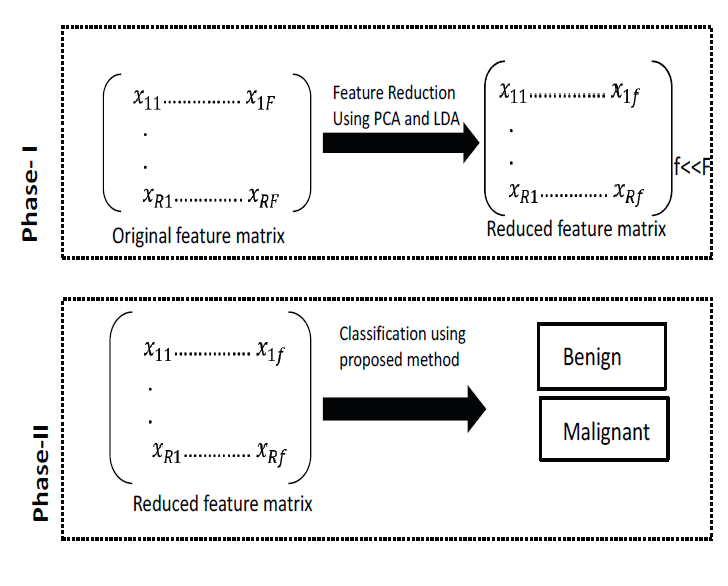 Phase- I
x11................ x1F
.
.
xR1............. xRF
Original feature matrix
Feature Reduction
Using PCA and LDA
x11................ x1f
.
.
xR1.............. xRf
f<<F
Reduced feature matrix
Phase-II
x11................ x1f
.
.
xR1.............. xRf
Reduced feature matrix
Classification using
proposed method
Benign
Malignant